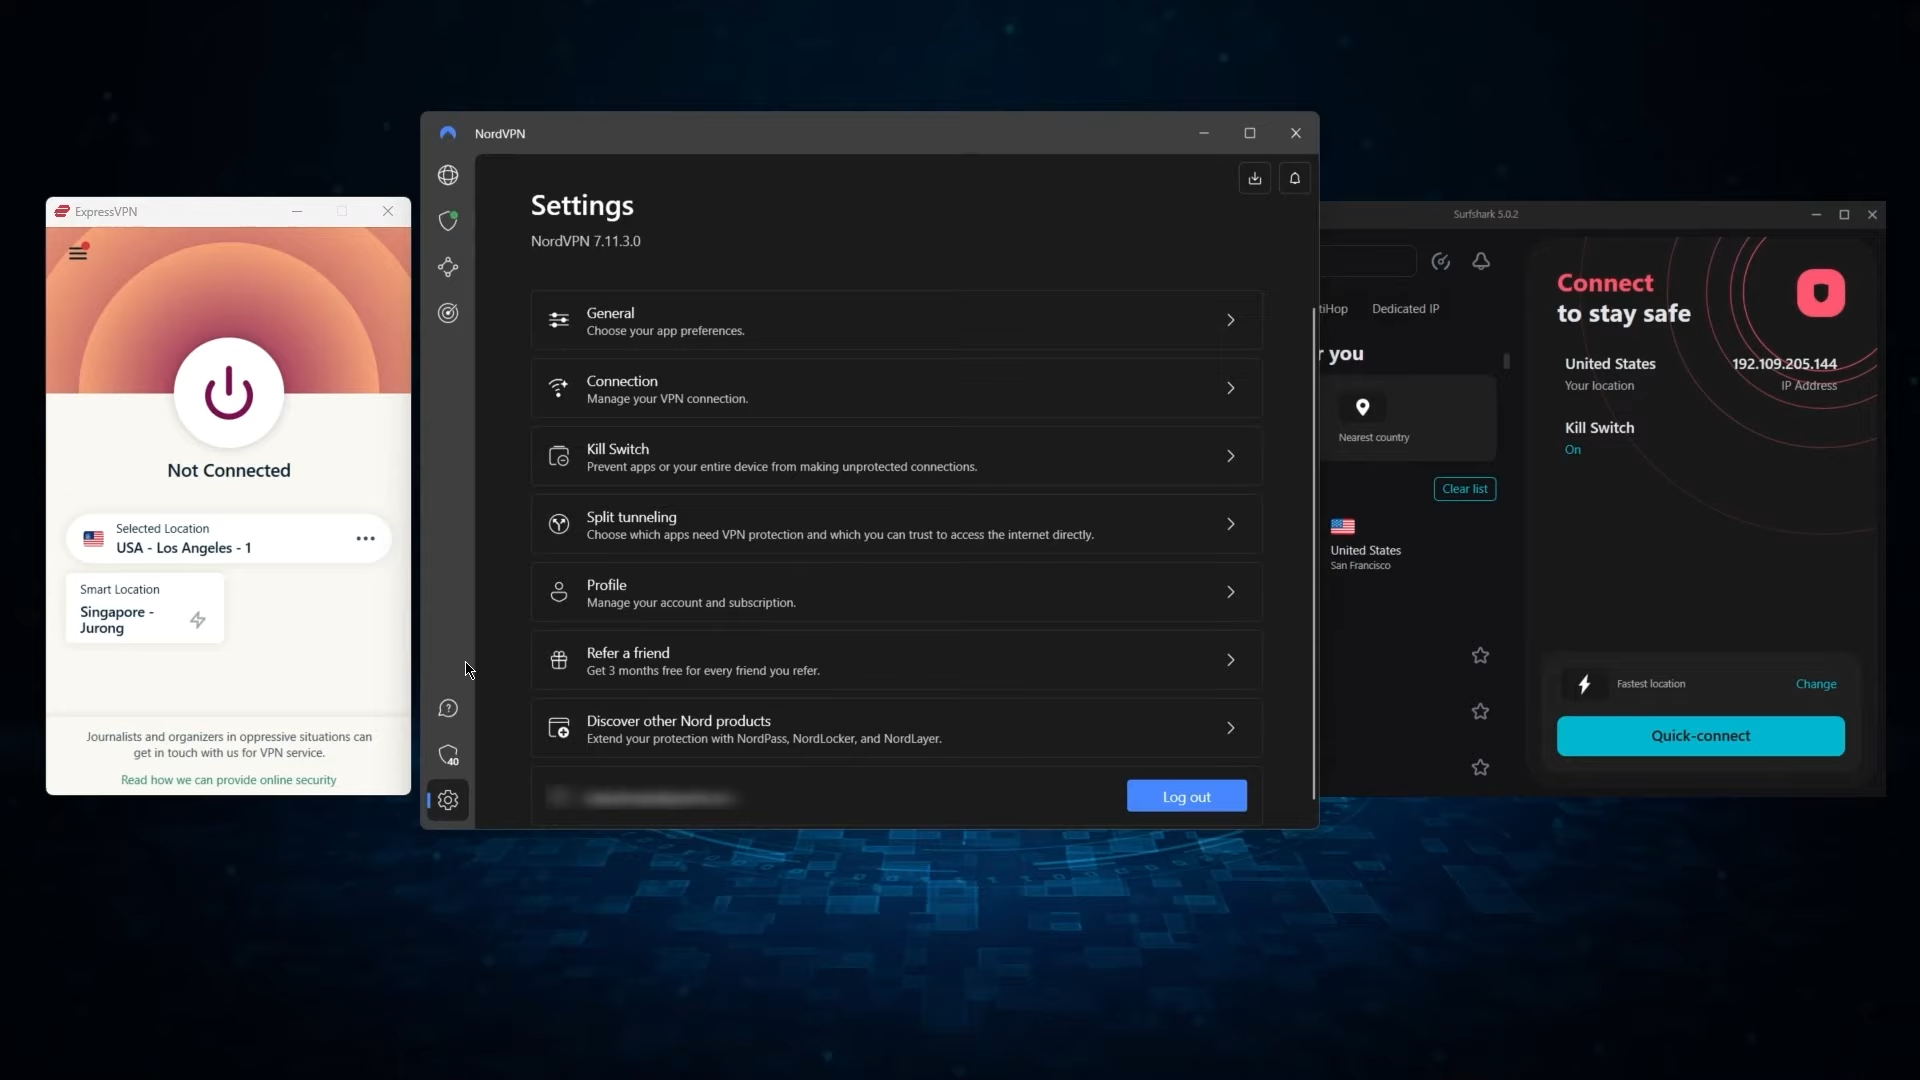 ExpressVPN
Not Connected
Selected Location
USA - Los Angeles - 1
Smart Location
Singapore -
Jurong
Journalists and organizers in oppressive situations can
get in touch with us for VPN service.
Read how we can provide online security
NordVPN
40
Settings
NordVPN 7.11.3.0
General
Choose your app preferences.
Connection
Manage your VPN connection.
Kill Switch
Prevent apps or your entire device from making unprotected connections.
Split tunneling
Choose which apps need VPN protection and which you can trust to access the internet directly.
Profile
Manage your account and subscription.
Refer a friend
Get 3 months free for every friend you refer.
Discover other Nord products
Extend your protection with NordPass, NordLocker, and NordLayer.
Log out
Surfshark 5.0.2
tiHop Dedicated IP
r you
Nearest country
Clear list
United States
San Francisco
Connect
to stay safe
United States 192.109.205.144
Your location IP Address
Kill Switch
On
Fastest location Change
Quick-connect